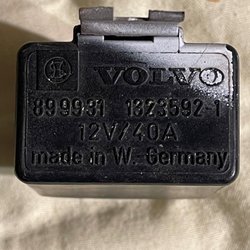 VOLVO
899931 1323592-1
12V/40A
made in W. Germany